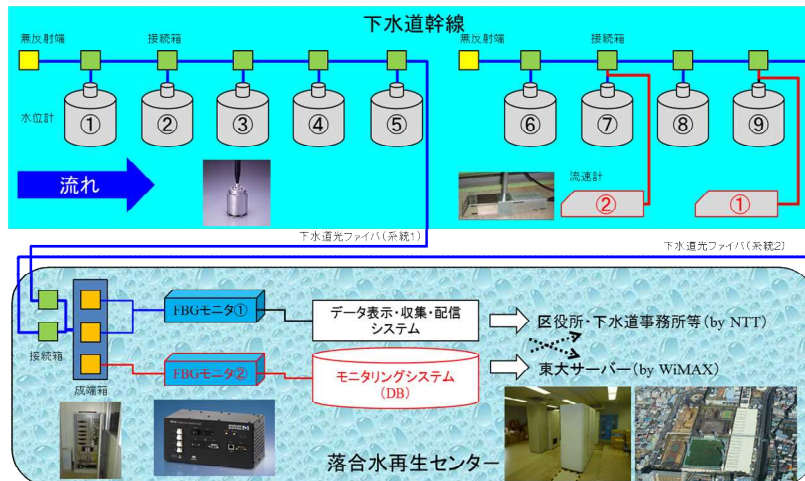 下水道幹線
無反射端
接続箱
無反射端
接続箱
水位計
①
②
③
④
⑤
⑥
⑦
⑧
⑨
流れ
流速計
②
①
下水道光ファイバ(系統1)
下水道光ファイバ(系統2)
FBGモニタ①
データ表示・収集・配信
システム
区役所・下水道事務所等(by NTT)
接続箱
FBGモニタ②
モニタリングシステム
(DB)
東大サーバー(by WiMAX)
成端箱
落合水再生センター